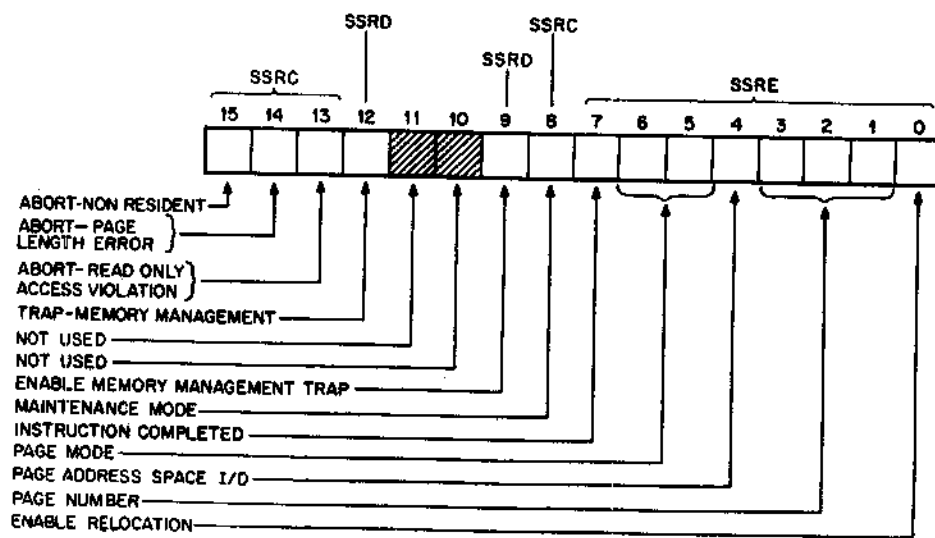 SSRD SSRC
SSRC SSRD SSRE
15 14 13 12 11 10 9 8 7 6 5 4 3 2 1 0
ABORT-NON RESIDENT
ABORT-PAGE
LENGTH ERROR
ABORT-READ ONLY
ACCESS VIOLATION
TRAP-MEMORY MANAGEMENT
NOT USED
NOT USED
ENABLE MEMORY MANAGEMENT TRAP
MAINTENANCE MODE
INSTRUCTION COMPLETED
PAGE MODE
PAGE ADDRESS SPACE I/D
PAGE NUMBER
ENABLE RELOCATION